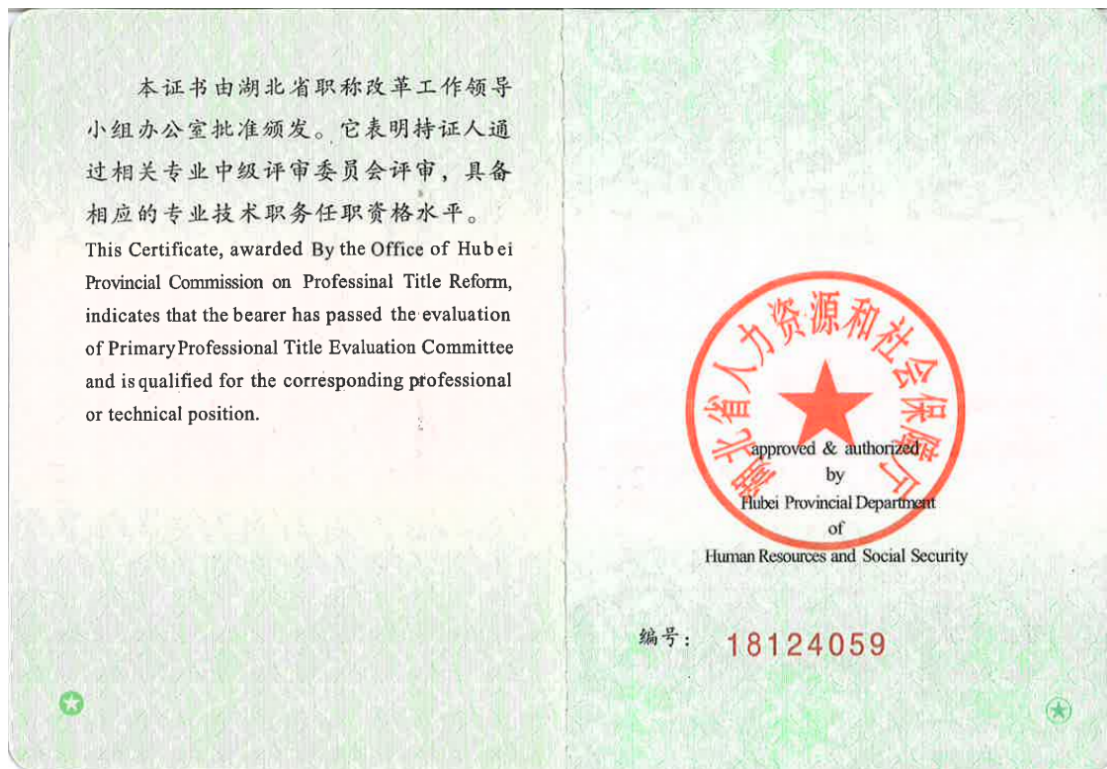 本证书由湖北省职称改革工作领导
小组办公室批准颁发。它表明持证人通
过相关专业中级评审委员会评审，具备
相应的专业技术职务任职资格水平。
This Certificate, awarded By the Office of Hubei
Provincial Commission on Professinal Title Reform,
indicates that the bearer has passed the evaluation
of Primary Professional Title Evaluation Committee
and is qualified for the corresponding professional
or technical position.
湖北省人力资源和社会保障厅
approved & authorized
by
Hubei Provincial Department
of
Human Resources and Social Security
编号： 18124059